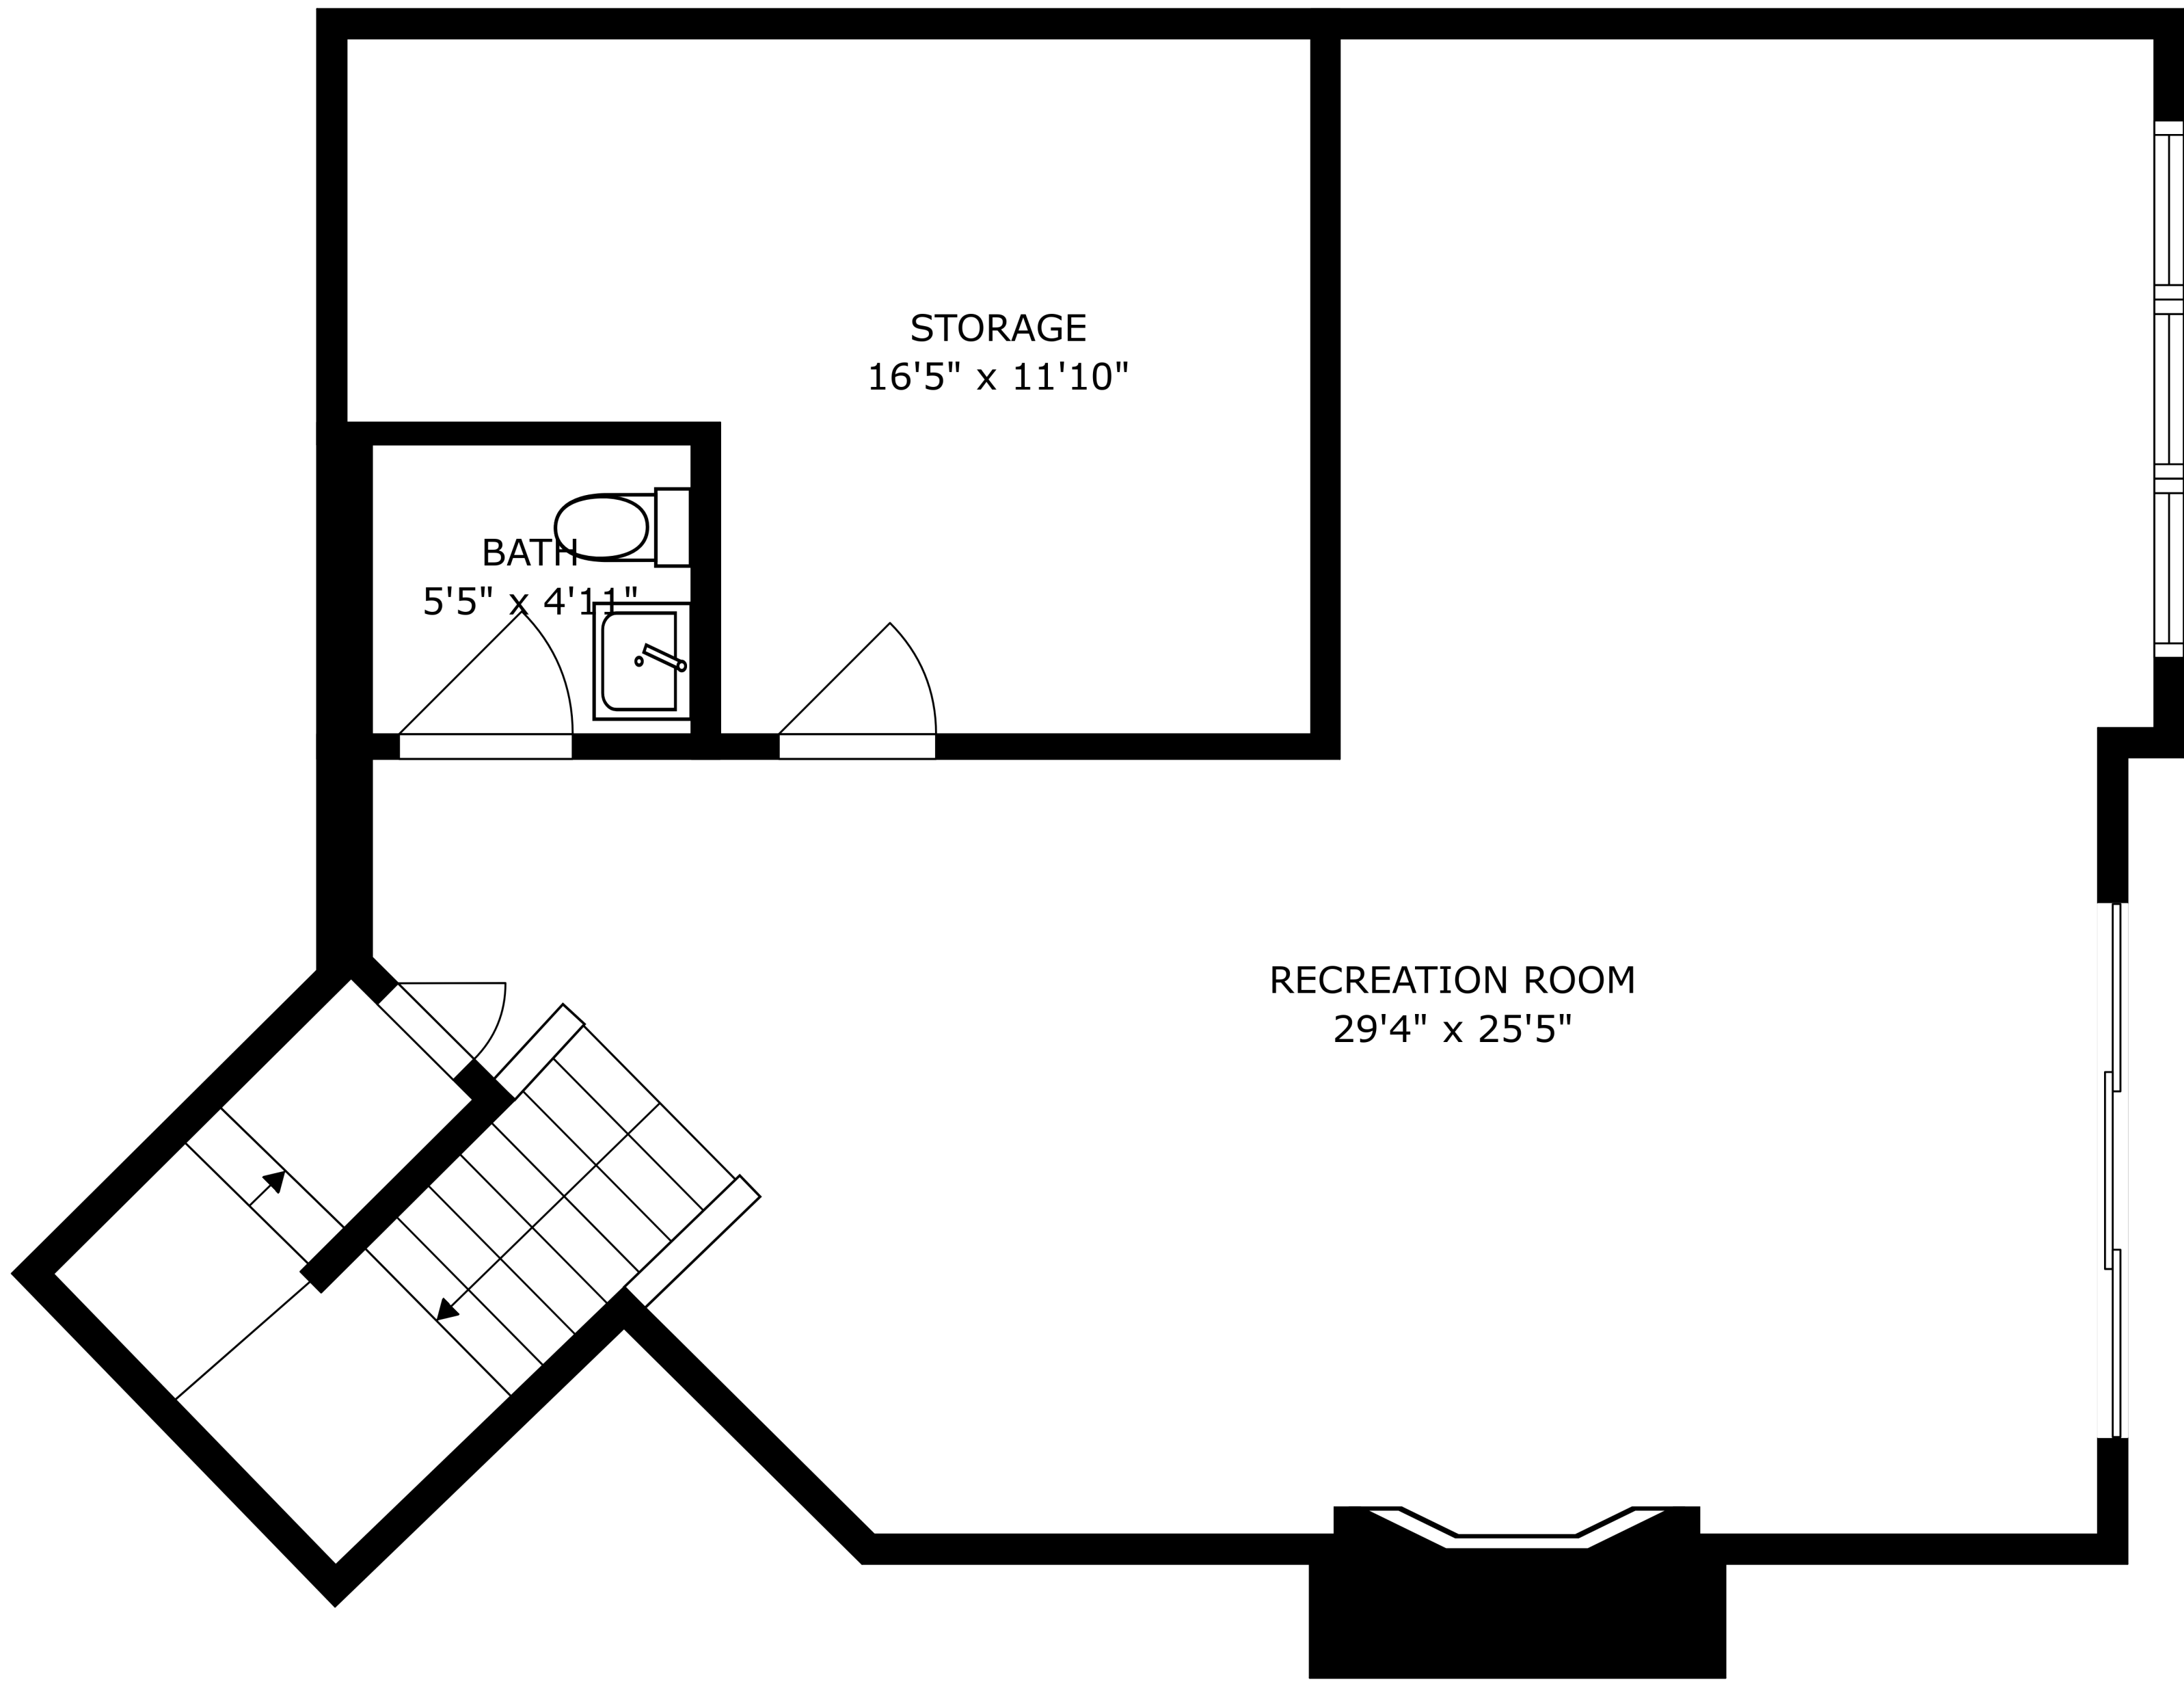 STORAGE
16'5" x 11'10"
BATH
5'5" x 4'11"
RECREATION ROOM
29'4" x 25'5"